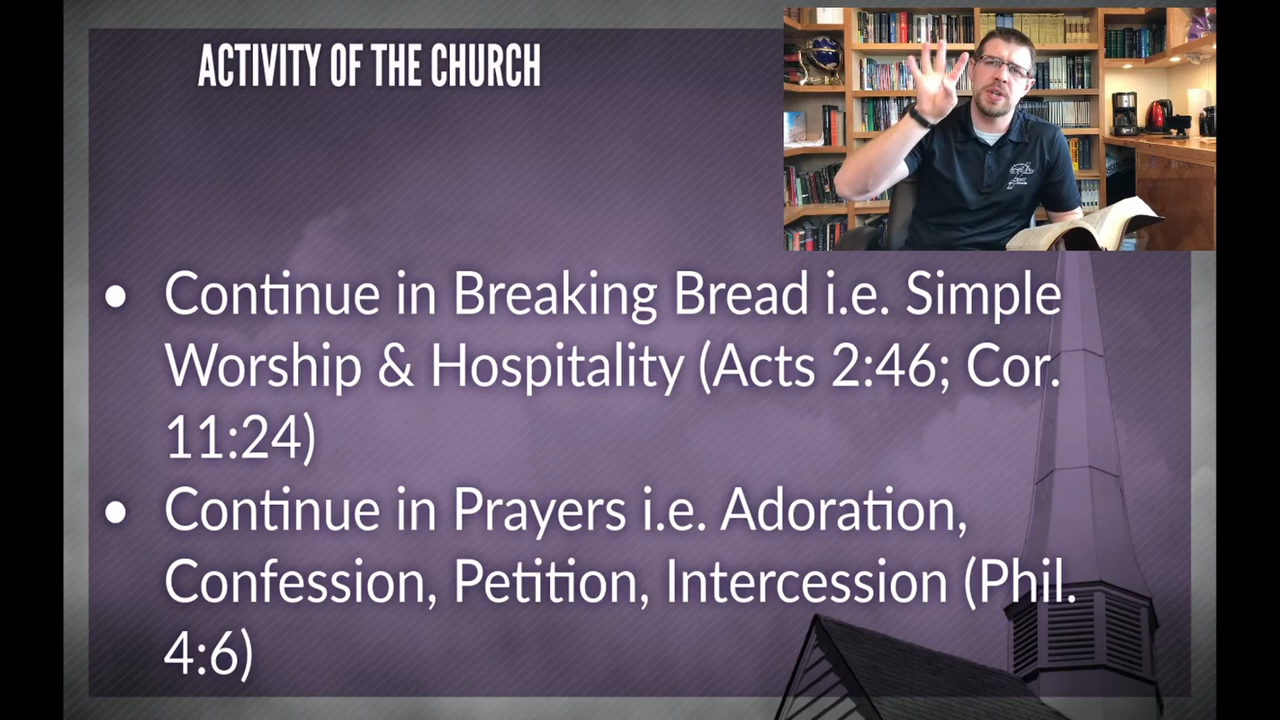 ACTIVITY OF THE CHURCH
• Continue in Breaking Bread i.e. Simple
Worship & Hospitality (Acts 2:46; Cor.
11:24)
• Continue in Prayers i.e. Adoration,
Confession, Petition, Intercession (Phil.
4:6)